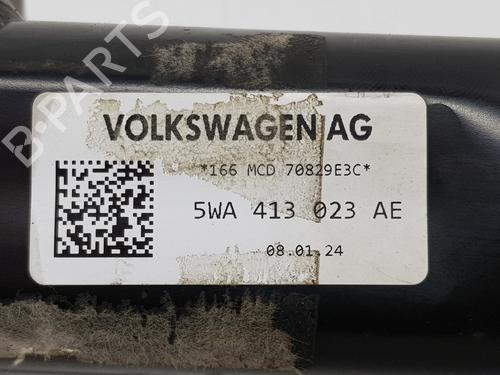 B-PARTS
VOLKSWAGEN AG
*166 MCD 70829E3C*
5WA 413 023 AE
08.01.24